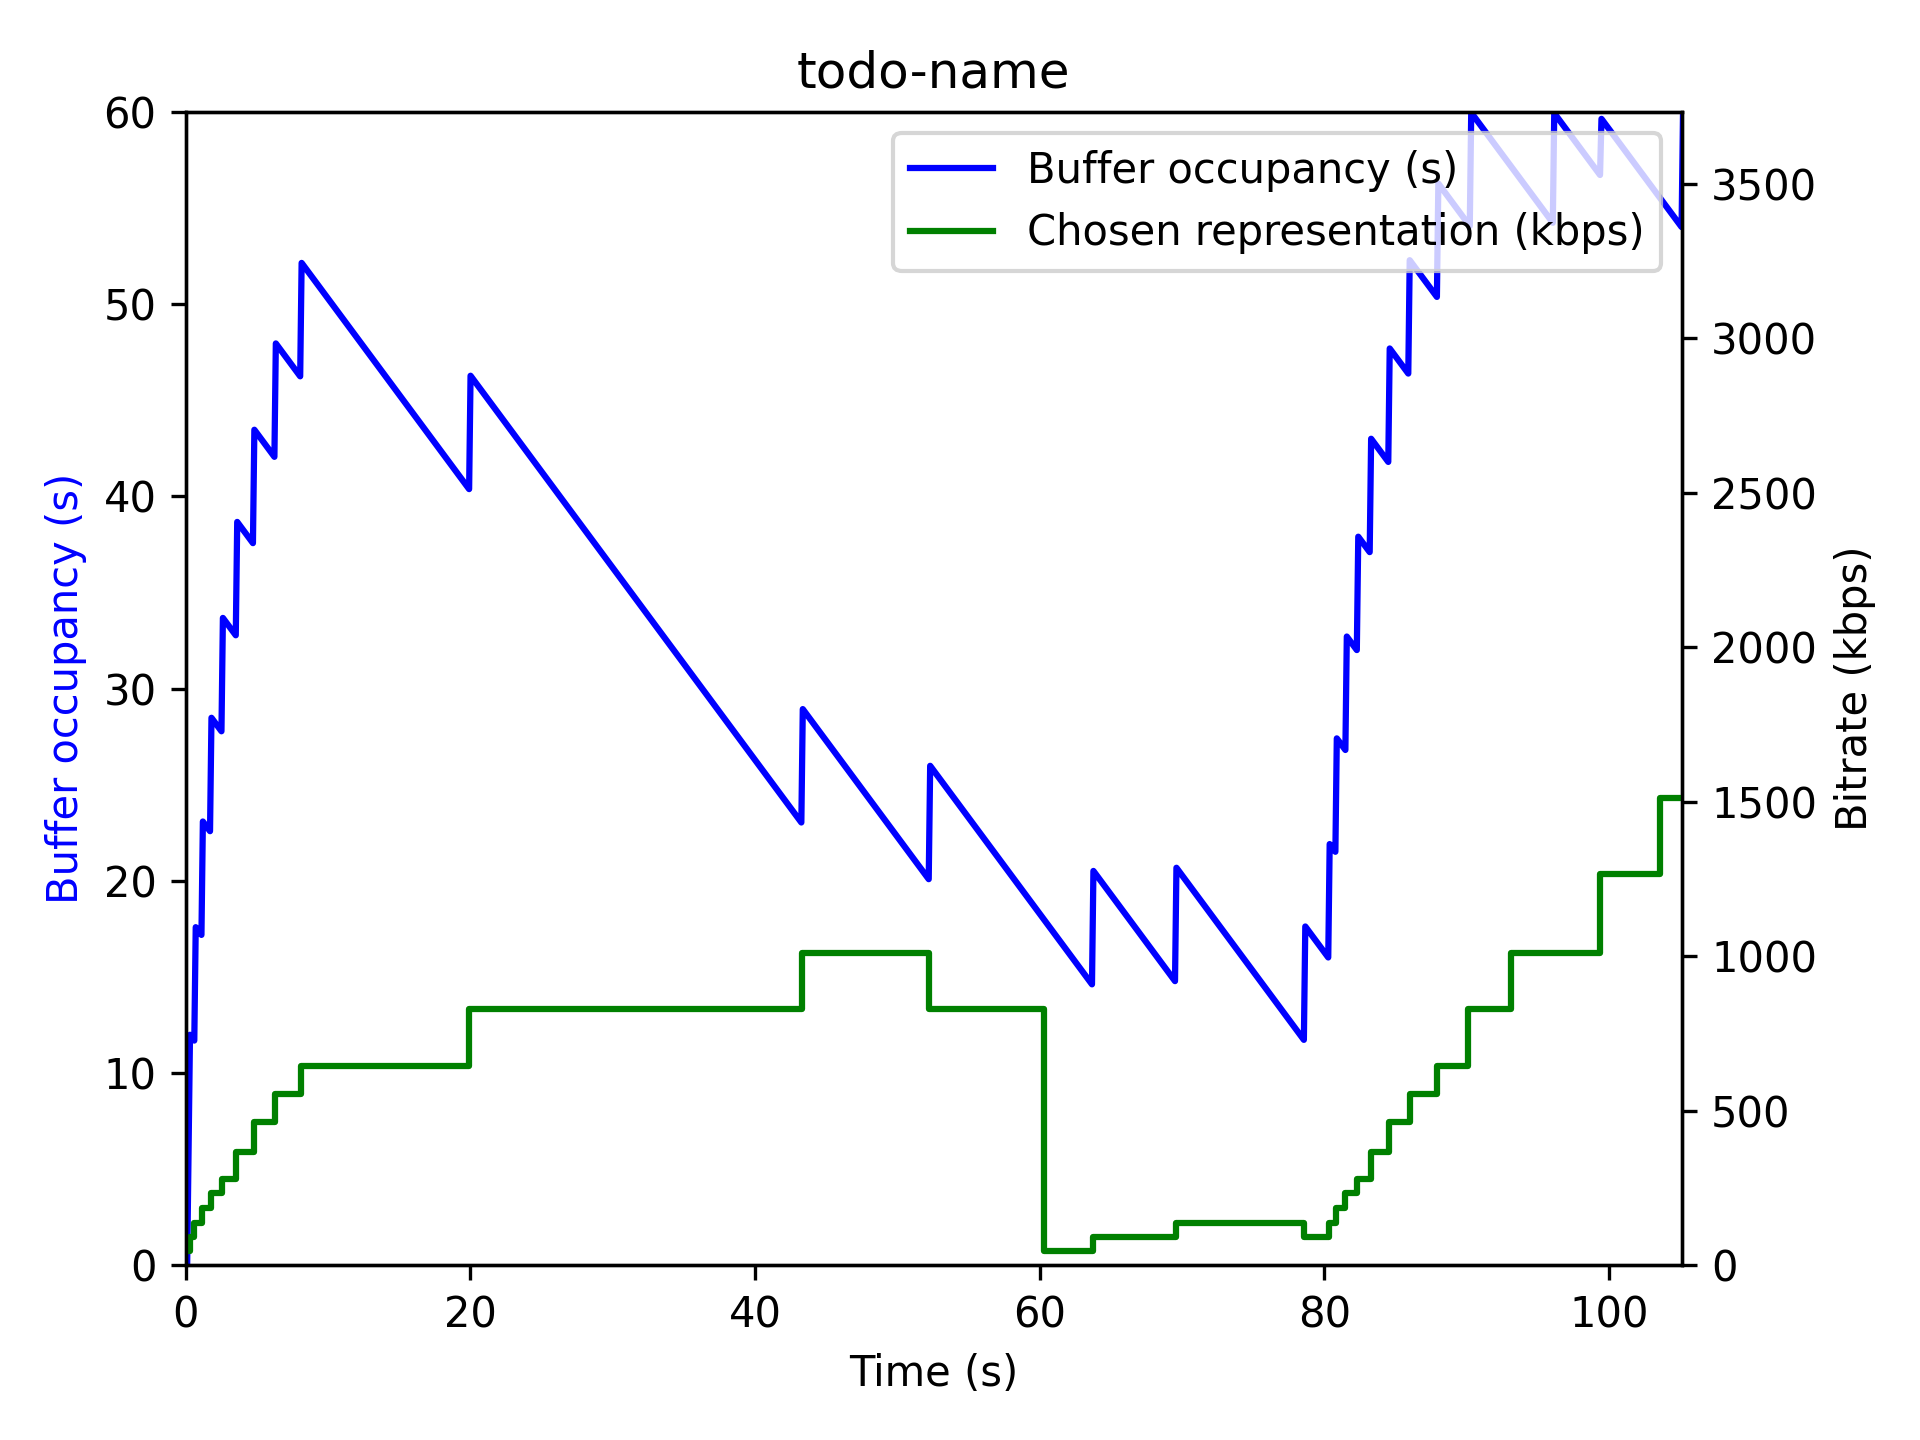 todo-name
Buffer occupancy (s)
Chosen representation (kbps)
60
50
40
30
20
10
0
Buffer occupancy (s)
3500
3000
2500
2000
1500
1000
500
0
Bitrate (kbps)
0 20 40 60 80 100
Time (s)